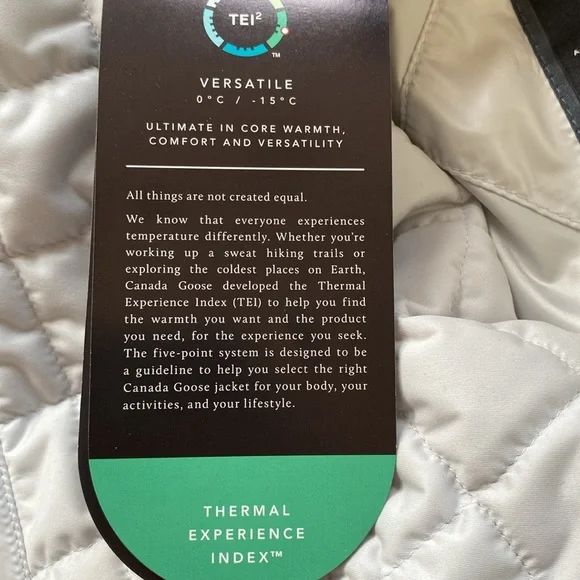 TEI²
™
VERSATILE
0°C / -15°C
ULTIMATE IN CORE WARMTH,
COMFORT AND VERSATILITY
All things are not created equal.
We know that everyone experiences
temperature differently. Whether you're
working up a sweat hiking trails or
exploring the coldest places on Earth,
Canada Goose developed the Thermal
Experience Index (TEI) to help you find
the warmth you want and the product
you need, for the experience you seek.
The five-point system is designed to be
a guideline to help you select the right
Canada Goose jacket for your body, your
activities, and your lifestyle.
THERMAL
EXPERIENCE
INDEX™